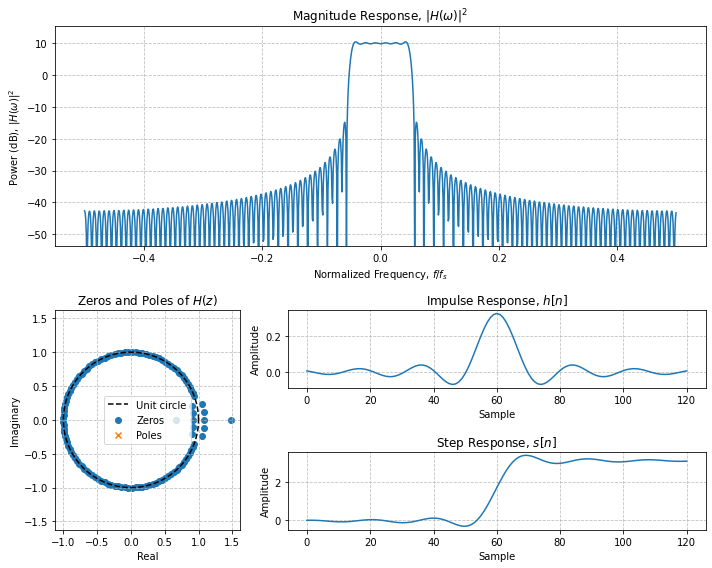 Magnitude Response, |H(ω)|²
Power (dB), |H(ω)|²
10
0
−10
−20
−30
−40
−50
−0.4
−0.2
0.0
0.2
0.4
Normalized Frequency, f/fₛ
Zeros and Poles of H(z)
Imaginary
1.5
1.0
0.5
0.0
−0.5
−1.0
−1.5
Unit circle
Zeros
Poles
−1.0
−0.5
0.0
0.5
1.0
1.5
Real
Impulse Response, h[n]
Amplitude
0.2
0.0
0
20
40
60
80
100
120
Sample
Step Response, s[n]
Amplitude
2
0
0
20
40
60
80
100
120
Sample